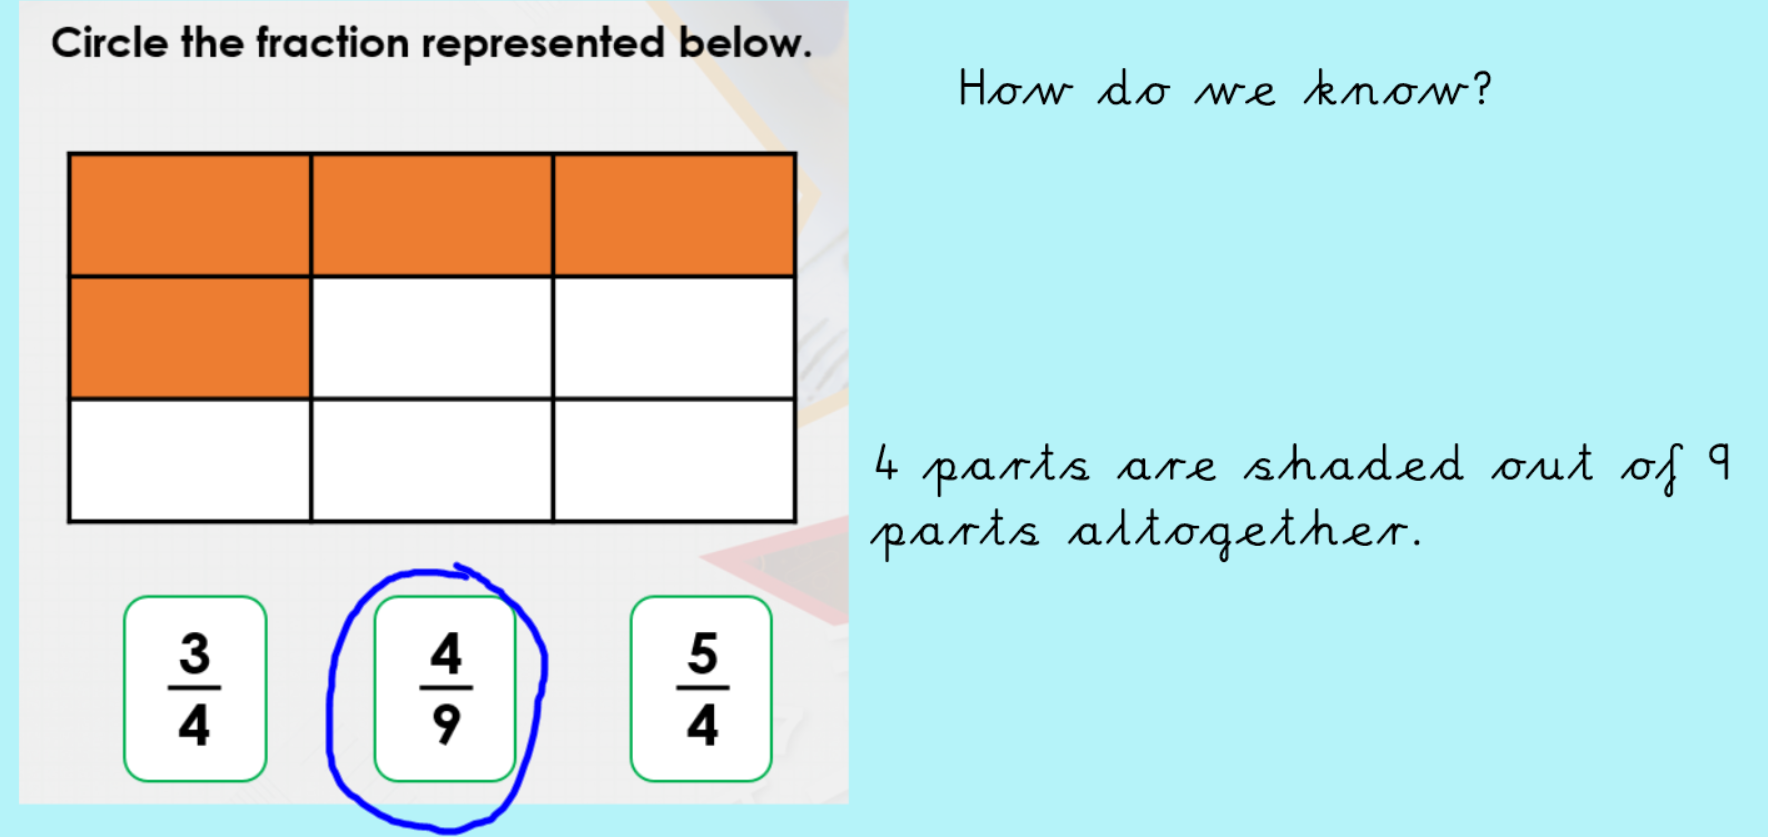 Circle the fraction represented below.
3
4
4
9
5
4
How do we know?
4 parts are shaded out of 9
parts altogether.